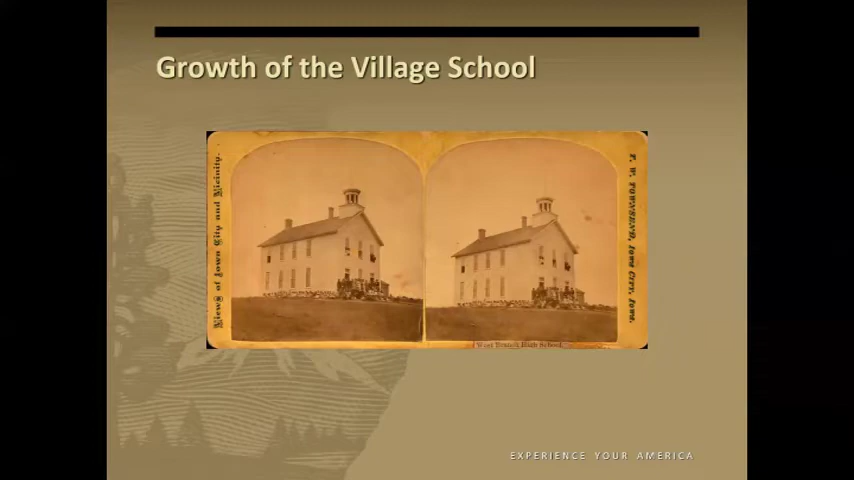 Growth of the Village School
Views of Iowa City and Vicinity.
F. W. TOWNSEND, Iowa City, Iowa.
West Branch High School.
EXPERIENCE YOUR AMERICA